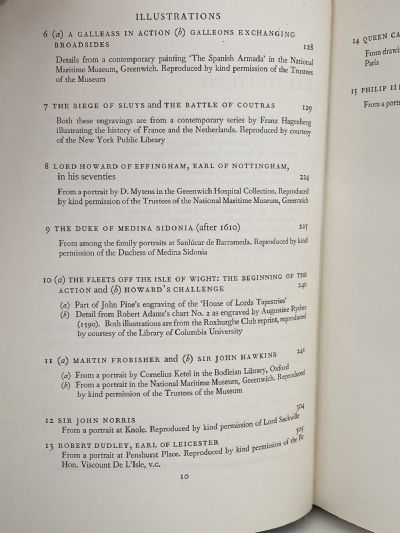 ILLUSTRATIONS
6 (a) A GALLEASS IN ACTION (b) GALLEONS EXCHANGING
BROADSIDES 128
Details from a contemporary painting 'The Spanish Armada' in the National
Maritime Museum, Greenwich. Reproduced by kind permission of the Trustees
of the Museum
7 THE SIEGE OF SLUYS and THE BATTLE OF COUTRAS 129
Both these engravings are from a contemporary series by Franz Hagenberg
illustrating the history of France and the Netherlands. Reproduced by courtesy
of the New York Public Library
8 LORD HOWARD OF EFFINGHAM, EARL OF NOTTINGHAM,
in his seventies 224
From a portrait by D. Mytens in the Greenwich Hospital Collection. Reproduced
by kind permission of the Trustees of the National Maritime Museum, Greenwich
9 THE DUKE OF MEDINA SIDONIA (after 1610) 225
From among the family portraits at Sanlúcar de Barrameda. Reproduced by kind
permission of the Duchess of Medina Sidonia
10 (a) THE FLEETS OFF THE ISLE OF WIGHT: THE BEGINNING OF THE
ACTION and (b) HOWARD'S CHALLENGE 240
(a) Part of John Pine's engraving of the 'House of Lords Tapestries'
(b) Detail from Robert Adams's chart No. 2 as engraved by Augustine Ryther
(1590). Both illustrations are from the Roxburghe Club reprint, reproduced
by courtesy of the Library of Columbia University
11 (a) MARTIN FROBISHER and (b) SIR JOHN HAWKINS 241
(a) From a portrait by Cornelius Ketel in the Bodleian Library, Oxford
(b) From a portrait in the National Maritime Museum, Greenwich. Reproduced
by kind permission of the Trustees of the Museum
12 SIR JOHN NORRIS 304
From a portrait at Knole. Reproduced by kind permission of Lord Sackville
13 ROBERT DUDLEY, EARL OF LEICESTER 305
From a portrait at Penshurst Place. Reproduced by kind permission of the
Hon. Viscount De L'Isle, v.c.
10
14 QUEEN
From
Paris
15 PHILIP II
From a